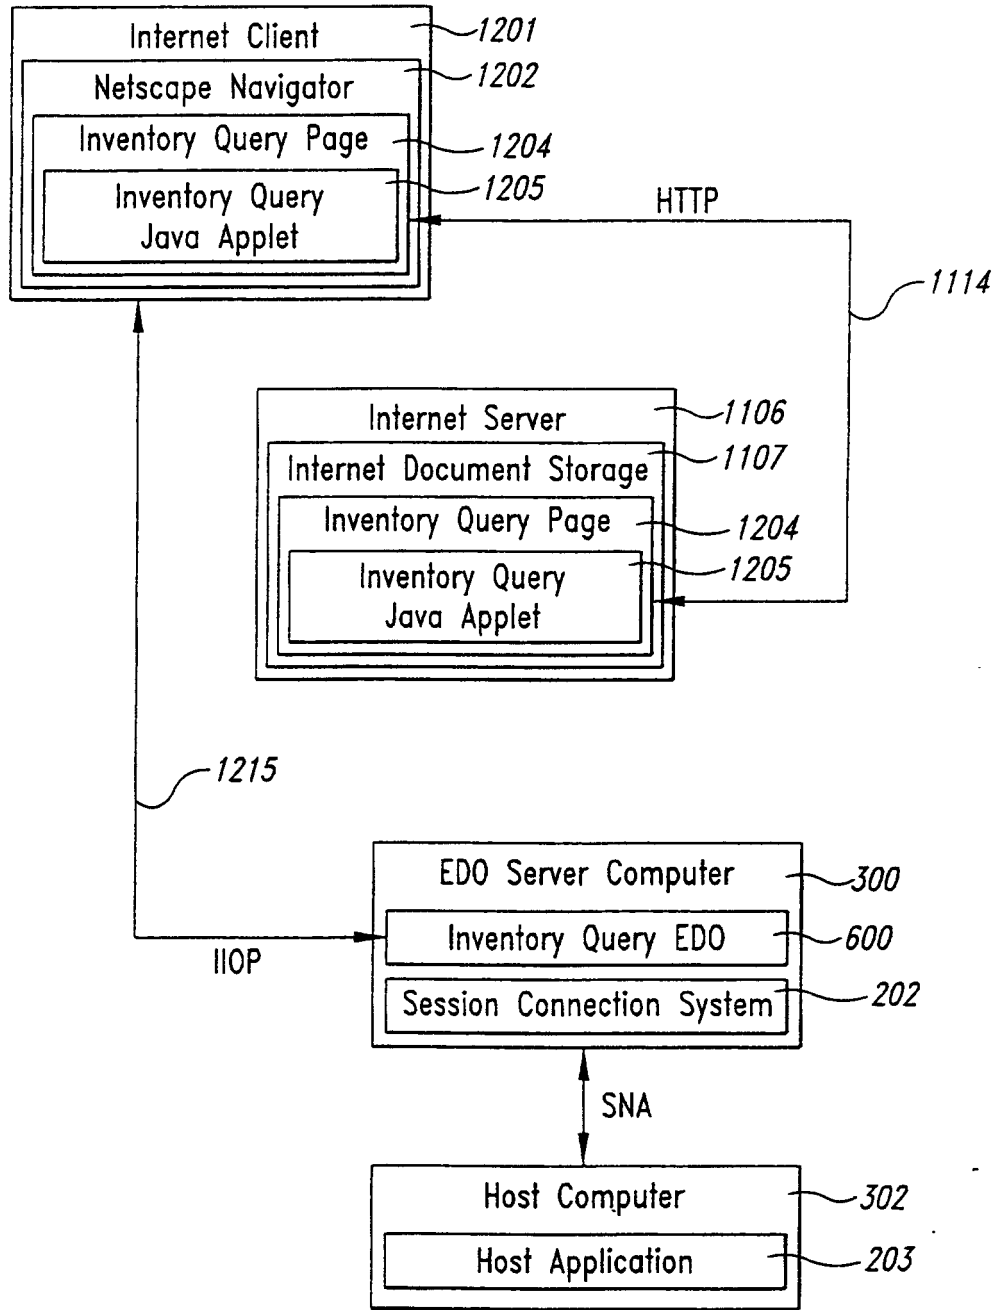 Internet Client
1201
Netscape Navigator
1202
Inventory Query Page
1204
Inventory Query
Java Applet
1205
HTTP
1114
Internet Server
1106
Internet Document Storage
1107
Inventory Query Page
1204
Inventory Query
Java Applet
1205
1215
IIOP
EDO Server Computer
300
Inventory Query EDO
600
Session Connection System
202
SNA
Host Computer
302
Host Application
203